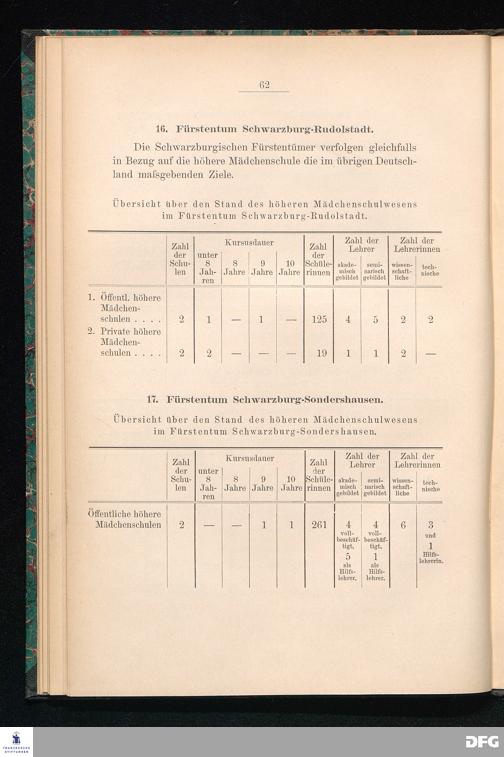 62
16. Fürstentum Schwarzburg-Rudolstadt.
Die Schwarzburgischen Fürstentümer verfolgen gleichfalls
in Bezug auf die höhere Mädchenschule die im übrigen Deutsch-
land maſsgebenden Ziele.
Übersicht über den Stand des höheren Mädchenschulwesens
im Fürstentum Schwarzburg-Rudolstadt.
Zahl der Schu- len | Kursusdauer | Zahl der Schüle- rinnen | Zahl der Lehrer | Zahl der Lehrerinnen
unter 8 Jah- ren | 8 Jahre | 9 Jahre | 10 Jahre | akade- misch gebildet | semi- narisch gebildet | wissen- schaft- liche | tech- nische
1. Öffentl. höhere
Mädchen-
schulen . . . . 2 1 — 1 — 125 4 5 2 2
2. Private höhere
Mädchen-
schulen . . . . 2 2 — — — 19 1 1 2 —
17. Fürstentum Schwarzburg-Sondershausen.
Übersicht über den Stand des höheren Mädchenschulwesens
im Fürstentum Schwarzburg-Sondershausen.
Zahl der Schu- len | Kursusdauer | Zahl der Schüle- rinnen | Zahl der Lehrer | Zahl der Lehrerinnen
unter 8 Jah- ren | 8 Jahre | 9 Jahre | 10 Jahre | akade- misch gebildet | semi- narisch gebildet | wissen- schaft- liche | tech- nische
Öffentliche höhere
Mädchenschulen 2 — — 1 1 261 4 4 6 3
voll- voll- und
beschäf- beschäf- 1
tigt, tigt, Hilfs-
5 1 lehrerin.
als als
Hilfs- Hilfs-
lehrer. lehrer.
FRANCKESCHE
STIFTUNGEN
DFG